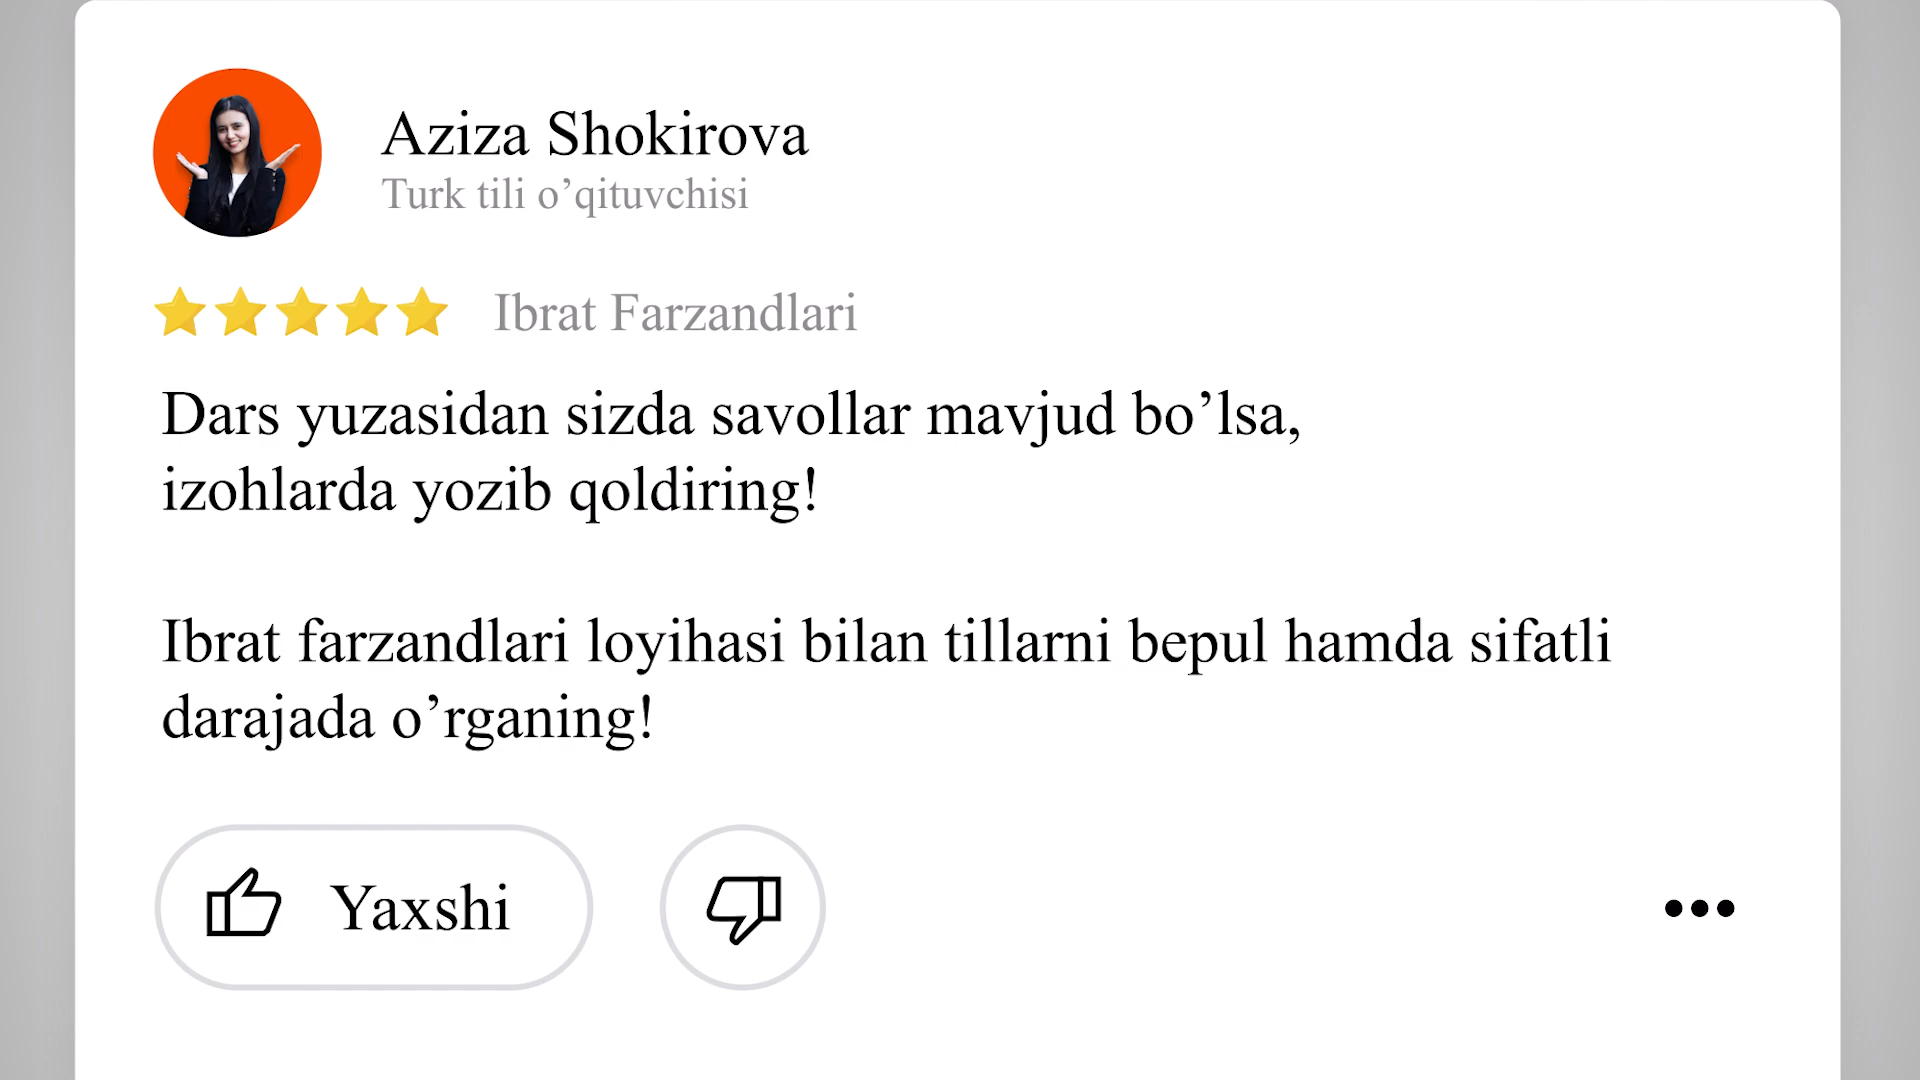 Aziza Shokirova
Turk tili o’qituvchisi
Ibrat Farzandlari
Dars yuzasidan sizda savollar mavjud bo’lsa,
izohlarda yozib qoldiring!
Ibrat farzandlari loyihasi bilan tillarni bepul hamda sifatli
darajada o’rganing!
Yaxshi